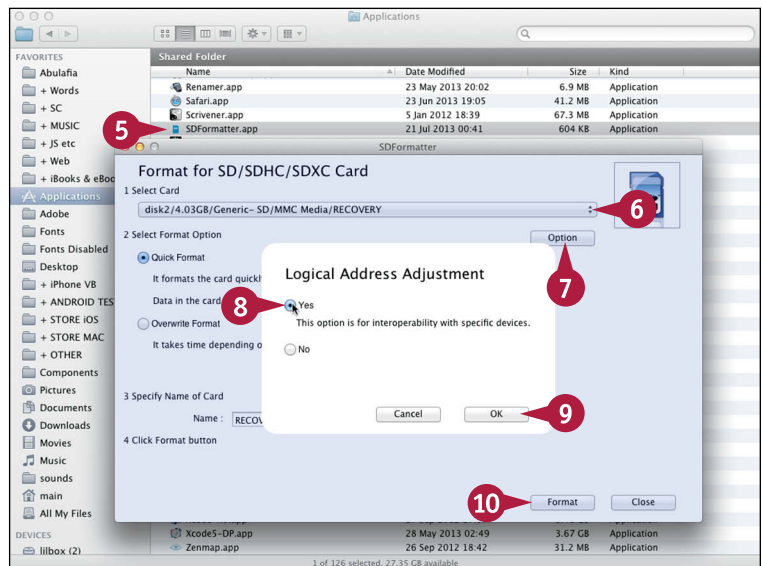 Applications
FAVORITES
Shared Folder
Name Date Modified Size Kind
Abulafia
+ Words
+ SC
+ MUSIC
+ JS etc
+ Web
+ iBooks & eBoo
Applications
Adobe
Fonts
Fonts Disabled
Desktop
+ iPhone VB
+ ANDROID TES
+ STORE iOS
+ STORE MAC
+ OTHER
Components
Pictures
Documents
Downloads
Movies
Music
sounds
main
All My Files
DEVICES
lilbox (2)
Renamer.app 23 May 2013 20:02 6.9 MB Application
Safari.app 23 Jun 2013 19:05 41.2 MB Application
Scrivener.app 5 Jan 2012 18:39 67.3 MB Application
5 SDFormatter.app 21 Jul 2013 00:41 604 KB Application
SDFormatter
Format for SD/SDHC/SDXC Card
1 Select Card
disk2/4.03GB/Generic- SD/MMC Media/RECOVERY 6
2 Select Format Option
Option
7
Quick Format
It formats the card quickl
Data in the card
Overwrite Format
It takes time depending o
Logical Address Adjustment
8 Yes
This option is for interoperability with specific devices.
No
Cancel OK 9
3 Specify Name of Card
Name : RECOV
4 Click Format button
10 Format Close
Xcode5-DP.app 28 May 2013 02:49 3.67 GB Application
Zenmap.app 26 Sep 2012 18:42 31.2 MB Application
1 of 126 selected, 27.35 GB available